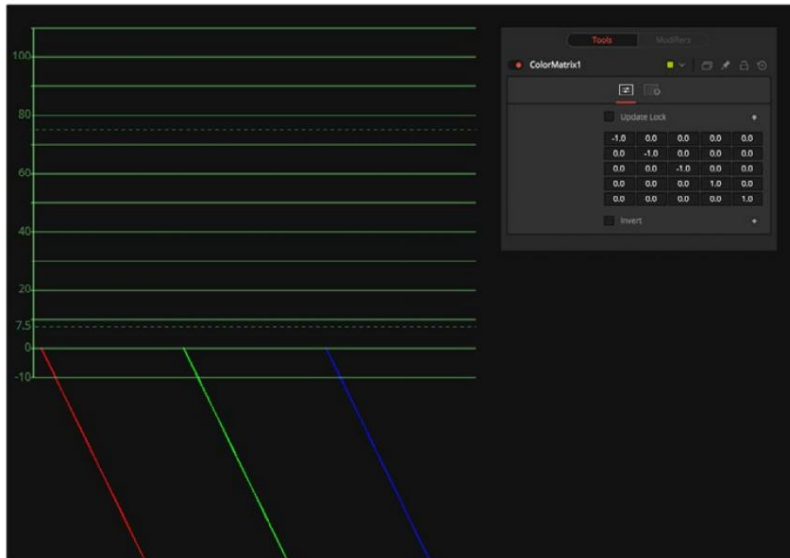 100
80
60
40
20
7.5
0
-10
Tools Modifiers
ColorMatrix1
Update Lock
-1.0 0.0 0.0 0.0 0.0
0.0 -1.0 0.0 0.0 0.0
0.0 0.0 -1.0 0.0 0.0
0.0 0.0 0.0 1.0 0.0
0.0 0.0 0.0 0.0 1.0
Invert